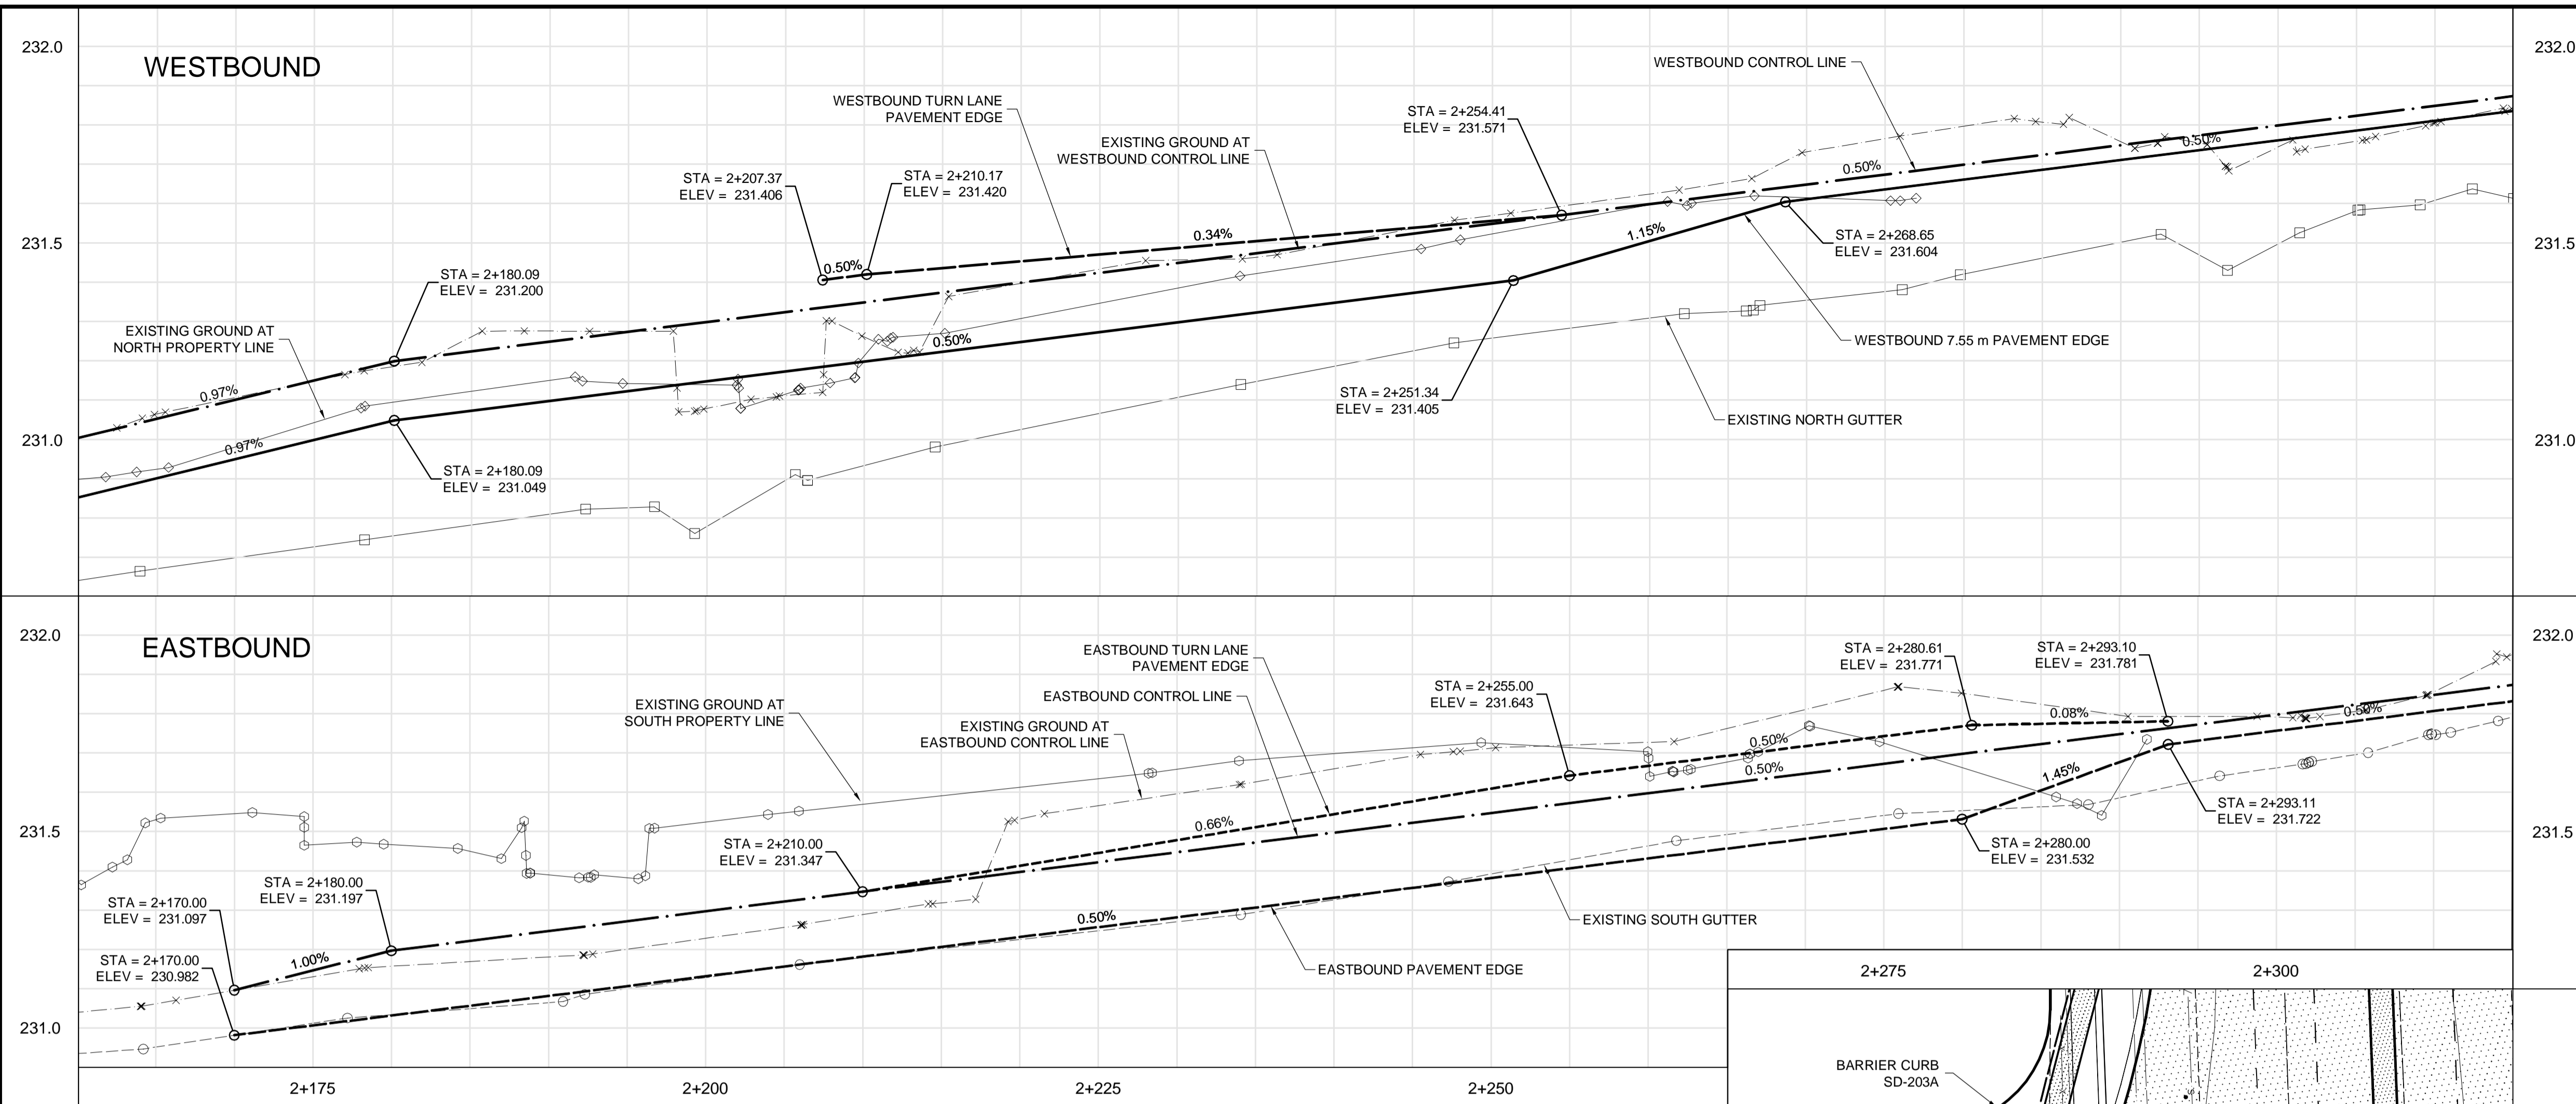 232.0
232.0
WESTBOUND
WESTBOUND CONTROL LINE
WESTBOUND TURN LANE
PAVEMENT EDGE
STA = 2+254.41
ELEV = 231.571
EXISTING GROUND AT
WESTBOUND CONTROL LINE
0.50%
0.50%
STA = 2+207.37
ELEV = 231.406
STA = 2+210.17
ELEV = 231.420
231.5
231.5
0.34%
1.15%
STA = 2+268.65
ELEV = 231.604
0.50%
STA = 2+180.09
ELEV = 231.200
EXISTING GROUND AT
NORTH PROPERTY LINE
0.50%
WESTBOUND 7.55 m PAVEMENT EDGE
0.97%
STA = 2+251.34
ELEV = 231.405
EXISTING NORTH GUTTER
231.0
231.0
0.97%
STA = 2+180.09
ELEV = 231.049
232.0
232.0
EASTBOUND
EASTBOUND TURN LANE
PAVEMENT EDGE
STA = 2+280.61
ELEV = 231.771
STA = 2+293.10
ELEV = 231.781
EASTBOUND CONTROL LINE
STA = 2+255.00
ELEV = 231.643
EXISTING GROUND AT
SOUTH PROPERTY LINE
EXISTING GROUND AT
EASTBOUND CONTROL LINE
0.08%
0.50%
0.50%
0.50%
1.45%
STA = 2+293.11
ELEV = 231.722
231.5
231.5
0.66%
STA = 2+210.00
ELEV = 231.347
STA = 2+280.00
ELEV = 231.532
STA = 2+180.00
ELEV = 231.197
STA = 2+170.00
ELEV = 231.097
0.50%
EXISTING SOUTH GUTTER
1.00%
STA = 2+170.00
ELEV = 230.982
EASTBOUND PAVEMENT EDGE
2+275
2+300
231.0
BARRIER CURB
SD-203A
2+175
2+200
2+225
2+250